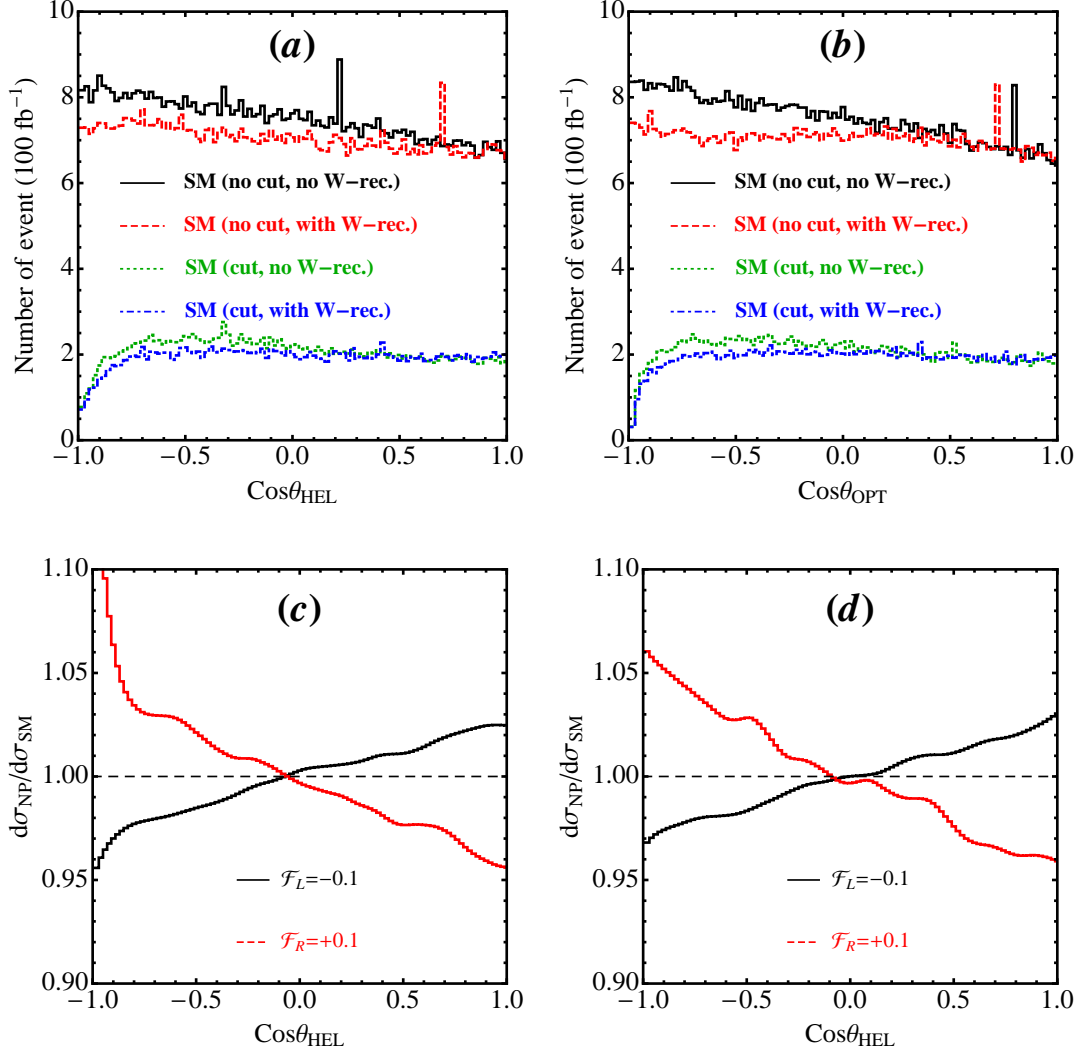 (a)
10
8
6
4
2
0
Number of event (100 fb⁻¹)
SM (no cut, no W−rec.)
SM (no cut, with W−rec.)
SM (cut, no W−rec.)
SM (cut, with W−rec.)
−1.0 −0.5 0.0 0.5 1.0
Cosθ_HEL
(b)
10
8
6
4
2
0
Number of event (100 fb⁻¹)
SM (no cut, no W−rec.)
SM (no cut, with W−rec.)
SM (cut, no W−rec.)
SM (cut, with W−rec.)
−1.0 −0.5 0.0 0.5 1.0
Cosθ_OPT
(c)
1.10
1.05
1.00
0.95
0.90
dσ_NP/dσ_SM
ℱ_L=−0.1
ℱ_R=+0.1
−1.0 −0.5 0.0 0.5 1.0
Cosθ_HEL
(d)
1.10
1.05
1.00
0.95
0.90
dσ_NP/dσ_SM
ℱ_L=−0.1
ℱ_R=+0.1
−1.0 −0.5 0.0 0.5 1.0
Cosθ_HEL